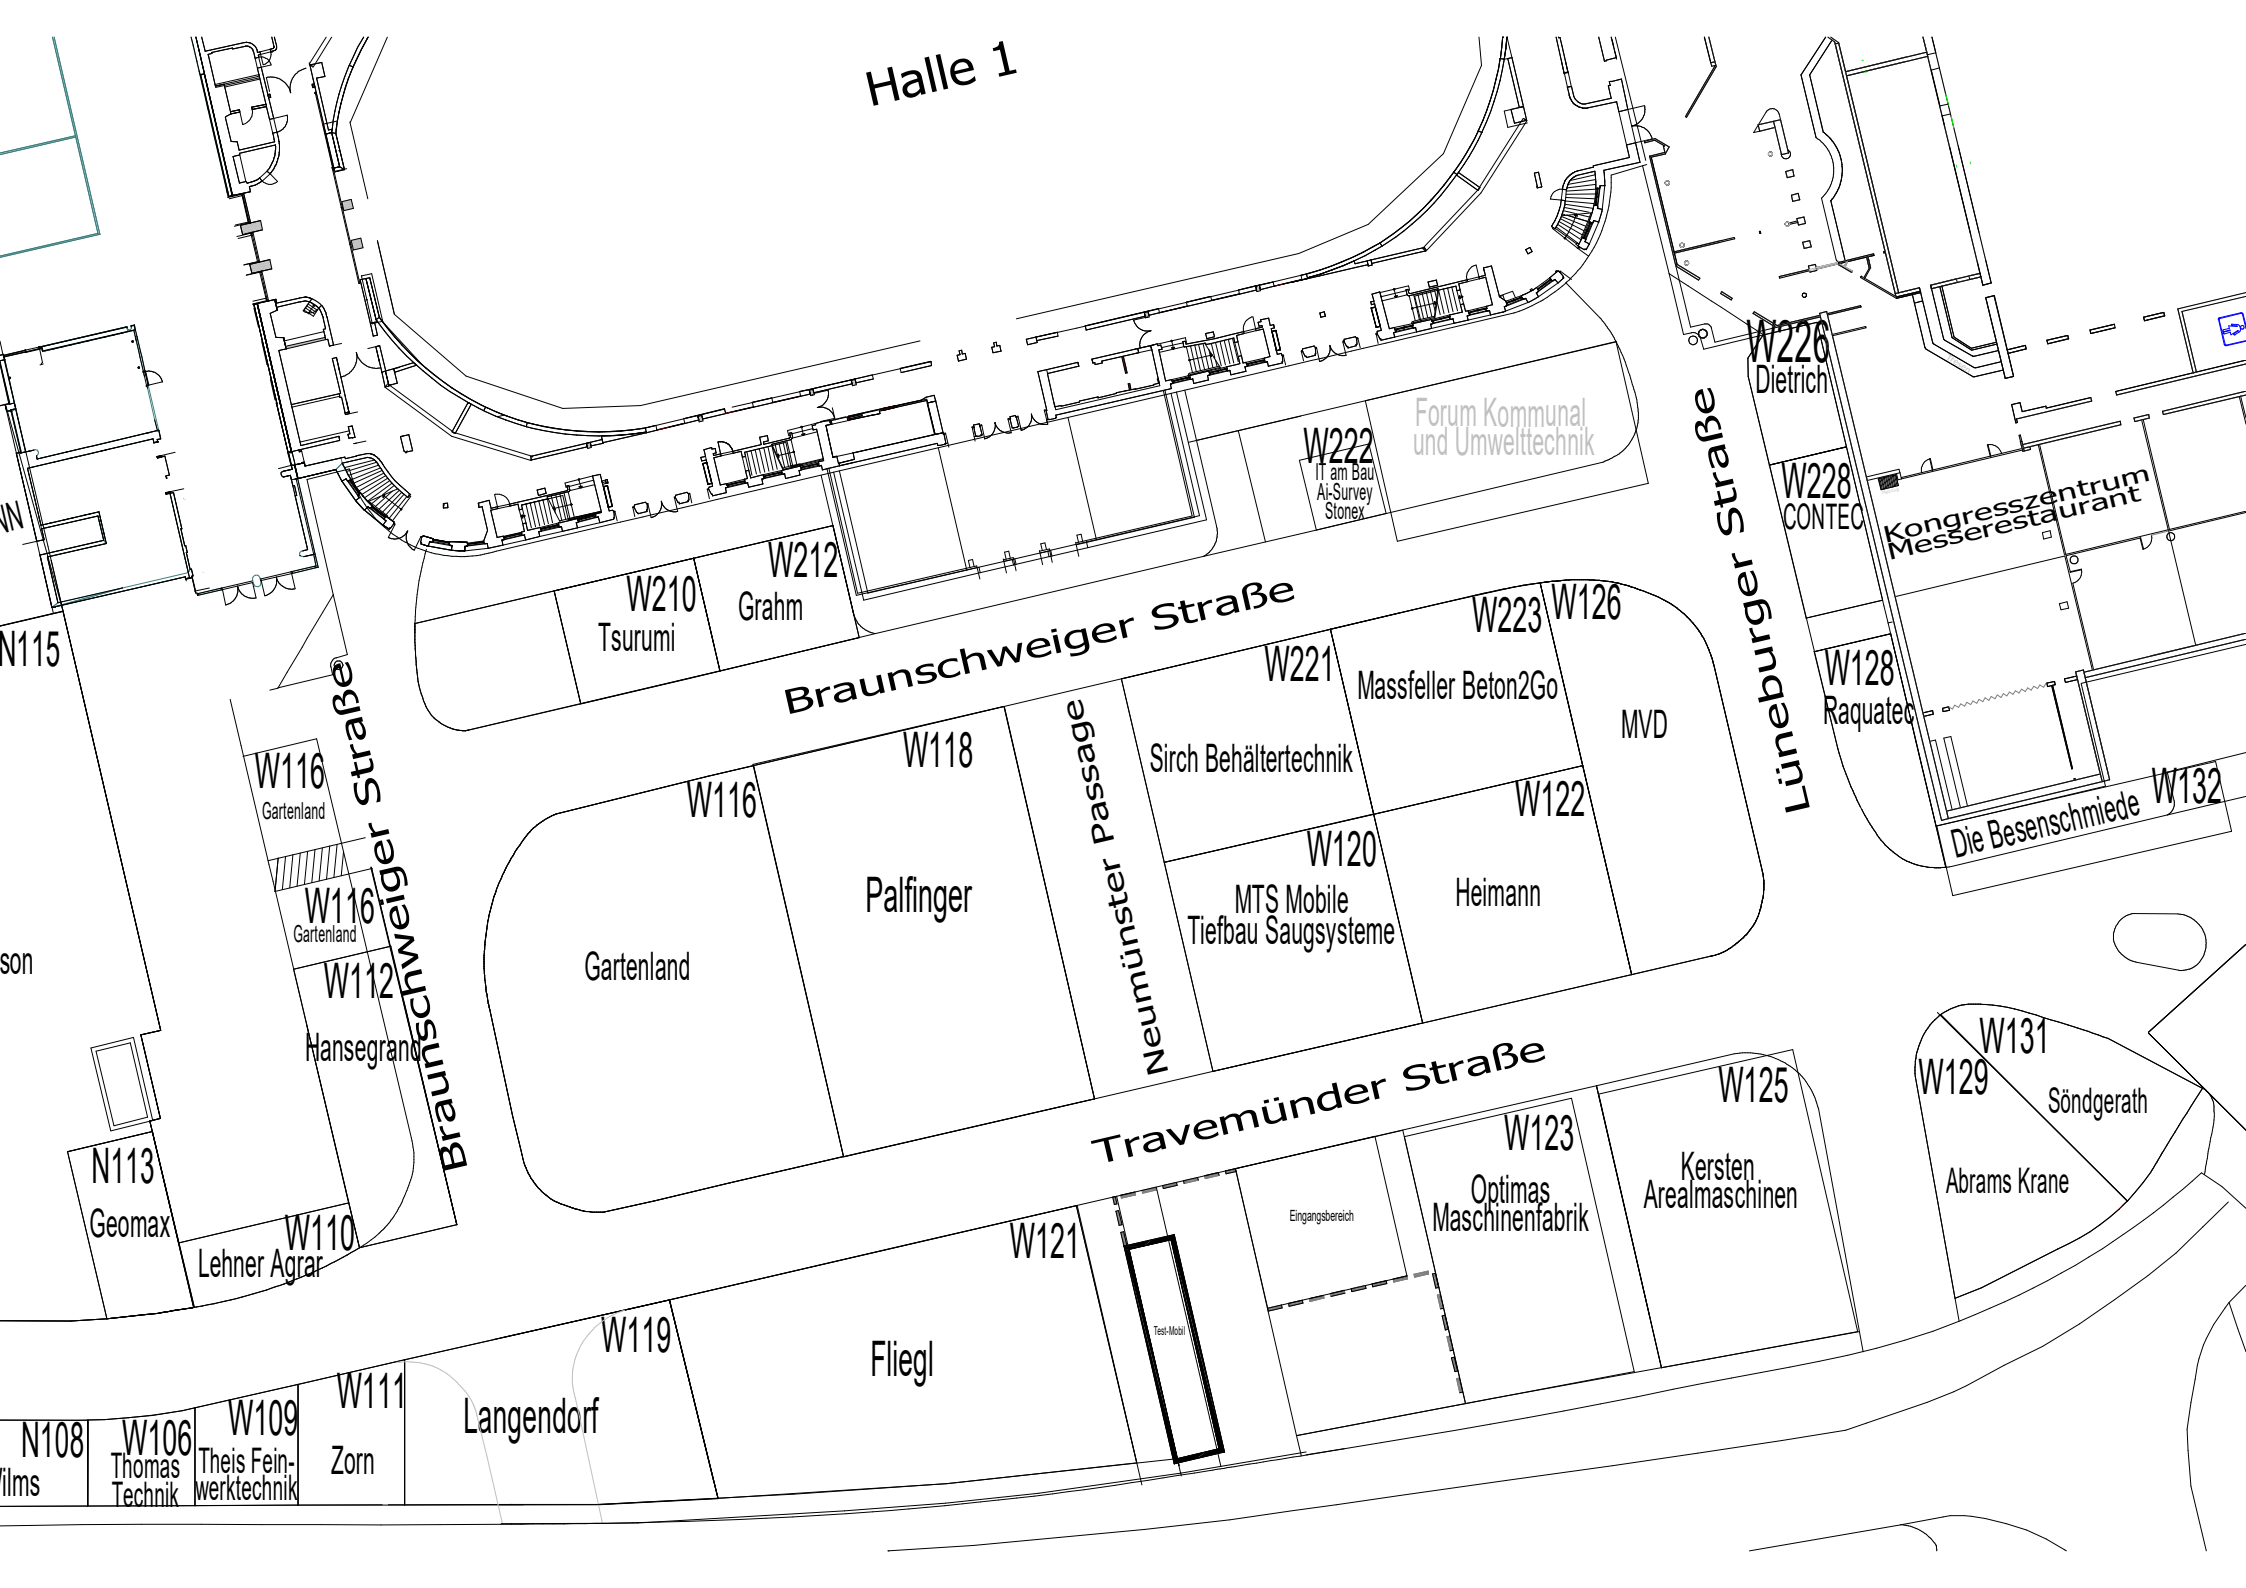 Halle 1
W226
Dietrich
Forum Kommunal
und Umwelttechnik
W222
IT am Bau
Ai-Survey
Stonex
Lüneburger Straße
W228
CONTEC
Kongresszentrum
Messerestaurant
W212
Grahm
W210
Tsurumi
Braunschweiger Straße
N115
W223
Massfeller Beton2Go
W126
MVD
W221
Sirch Behältertechnik
W128
Raquatec
W132
Die Besenschmiede
Braunschweiger Straße
W116
Gartenland
W116
Gartenland
W112
Hansegrand
W116
Gartenland
W118
Palfinger
Neumünster Passage
W120
MTS Mobile
Tiefbau Saugsysteme
W122
Heimann
son
Travemünder Straße
W131
Söndgerath
W129
Abrams Krane
W125
Kersten
Arealmaschinen
W123
Optimas
Maschinenfabrik
Eingangsbereich
Test-Mobil
N113
Geomax
W110
Lehner Agrar
W121
Fliegl
W119
Langendorf
W111
Zorn
W109
Theis Fein-
werktechnik
W106
Thomas
Technik
N108